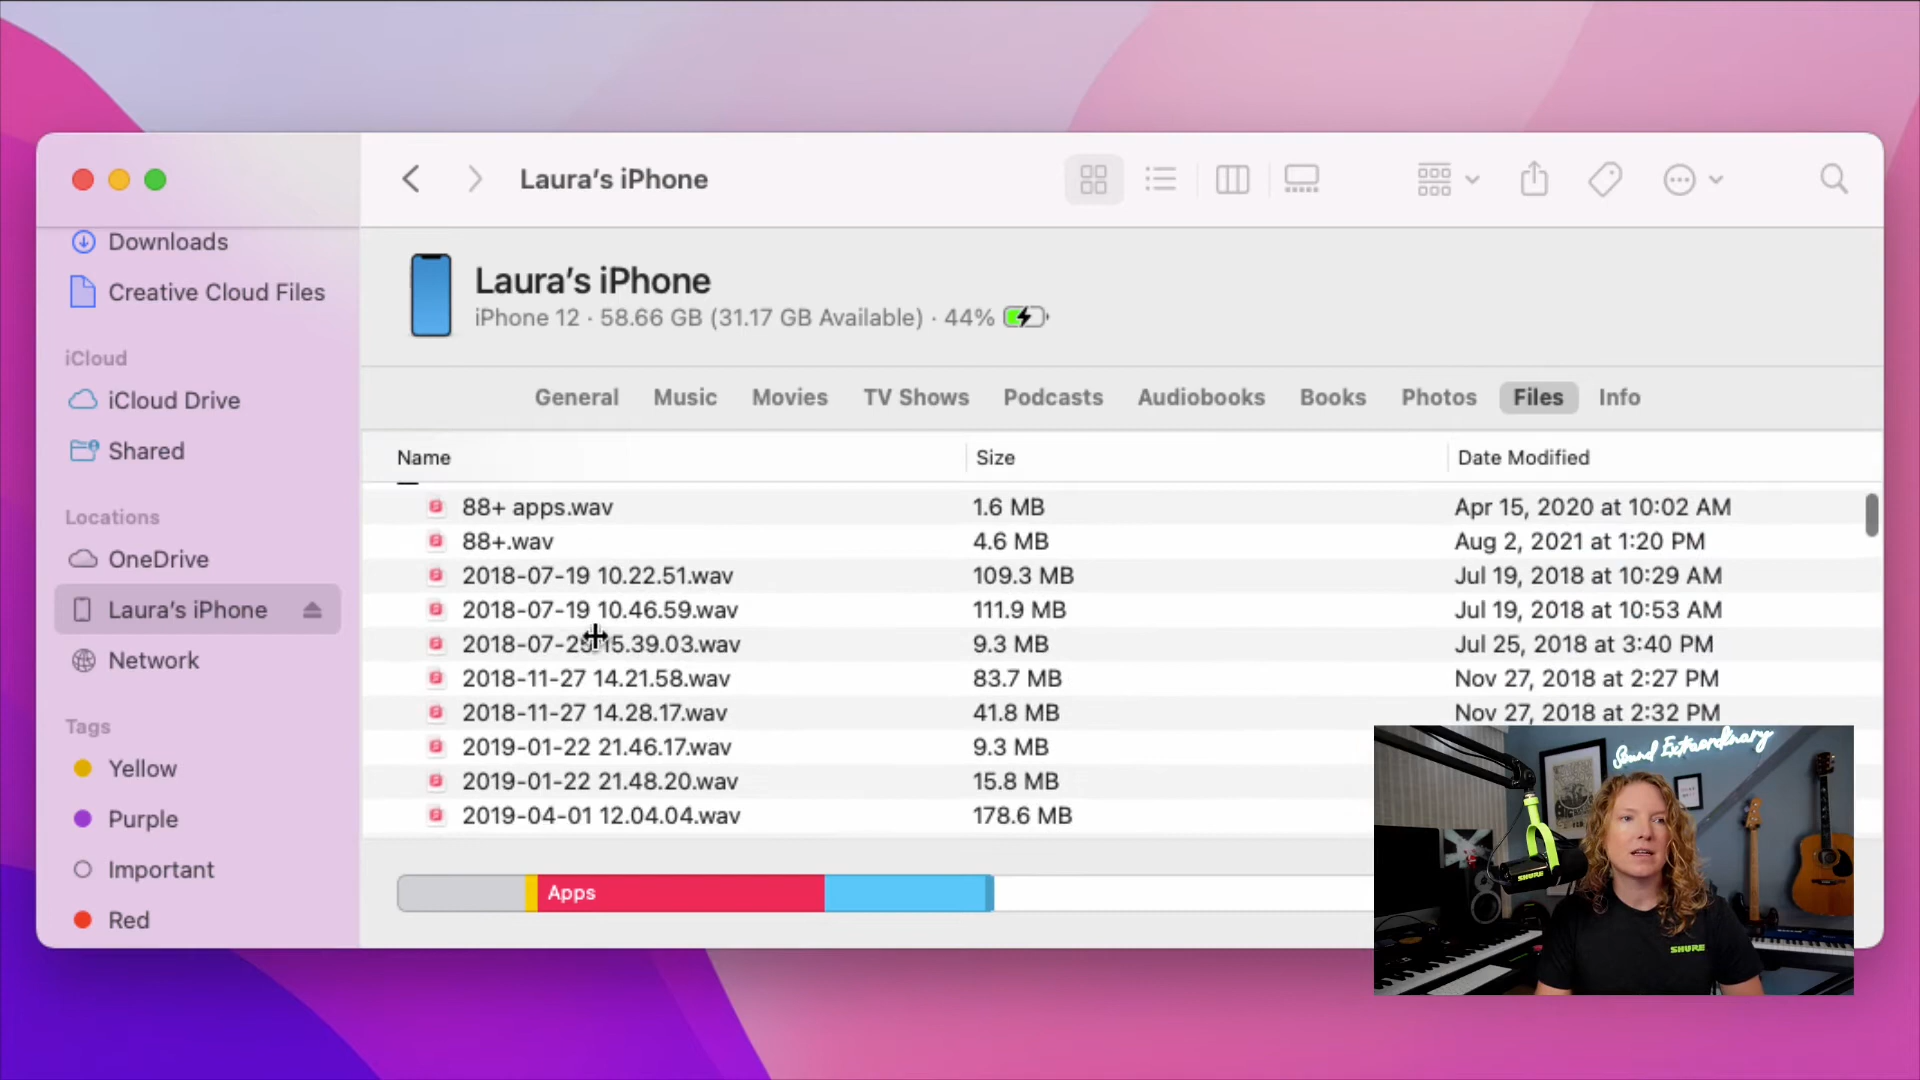 Laura's iPhone
Downloads
Creative Cloud Files
iCloud
iCloud Drive
Shared
Locations
OneDrive
Laura's iPhone
Network
Tags
Yellow
Purple
Important
Red
Laura's iPhone
iPhone 12 · 58.66 GB (31.17 GB Available) · 44%
General Music Movies TV Shows Podcasts Audiobooks Books Photos Files Info
Name Size Date Modified
88+ apps.wav 1.6 MB Apr 15, 2020 at 10:02 AM
88+.wav 4.6 MB Aug 2, 2021 at 1:20 PM
2018-07-19 10.22.51.wav 109.3 MB Jul 19, 2018 at 10:29 AM
2018-07-19 10.46.59.wav 111.9 MB Jul 19, 2018 at 10:53 AM
2018-07-25 15.39.03.wav 9.3 MB Jul 25, 2018 at 3:40 PM
2018-11-27 14.21.58.wav 83.7 MB Nov 27, 2018 at 2:27 PM
2018-11-27 14.28.17.wav 41.8 MB Nov 27, 2018 at 2:32 PM
2019-01-22 21.46.17.wav 9.3 MB
2019-01-22 21.48.20.wav 15.8 MB
2019-04-01 12.04.04.wav 178.6 MB
Apps
Sound Extraordinary
SHURE
SHURE